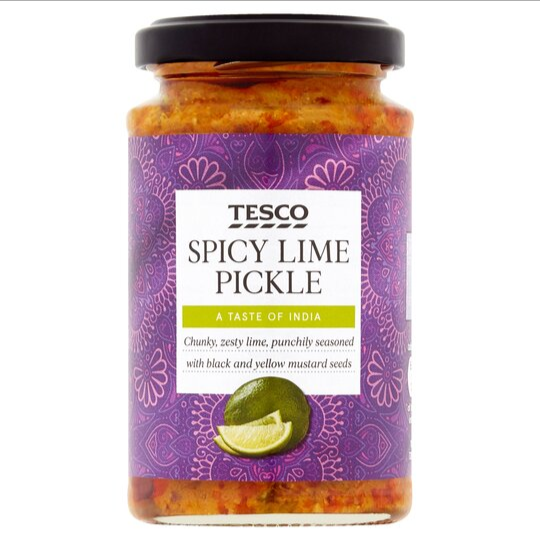 TESCO
SPICY LIME
PICKLE
A TASTE OF INDIA
Chunky, zesty lime, punchily seasoned
with black and yellow mustard seeds